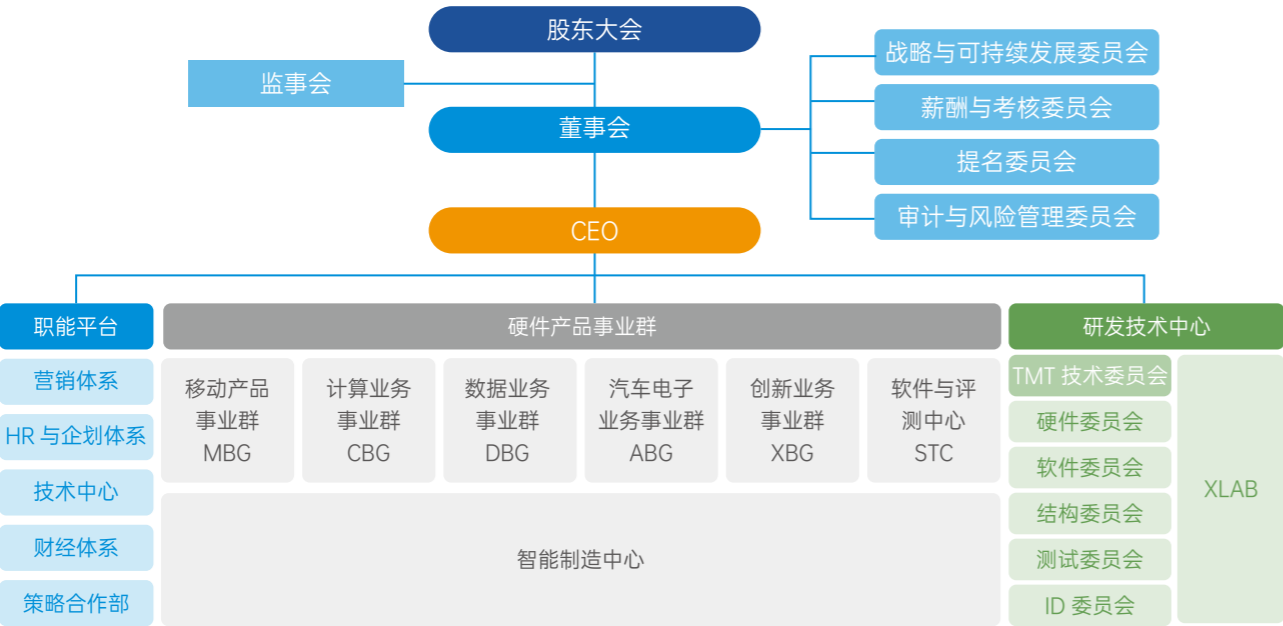 股东大会
监事会
董事会
战略与可持续发展委员会
薪酬与考核委员会
提名委员会
审计与风险管理委员会
CEO
职能平台
营销体系
HR 与企划体系
技术中心
财经体系
策略合作部
硬件产品事业群
移动产品
事业群
MBG
计算业务
事业群
CBG
数据业务
事业群
DBG
汽车电子
业务事业群
ABG
创新业务
事业群
XBG
软件与评
测中心
STC
智能制造中心
研发技术中心
TMT 技术委员会
硬件委员会
软件委员会
结构委员会
测试委员会
ID 委员会
XLAB